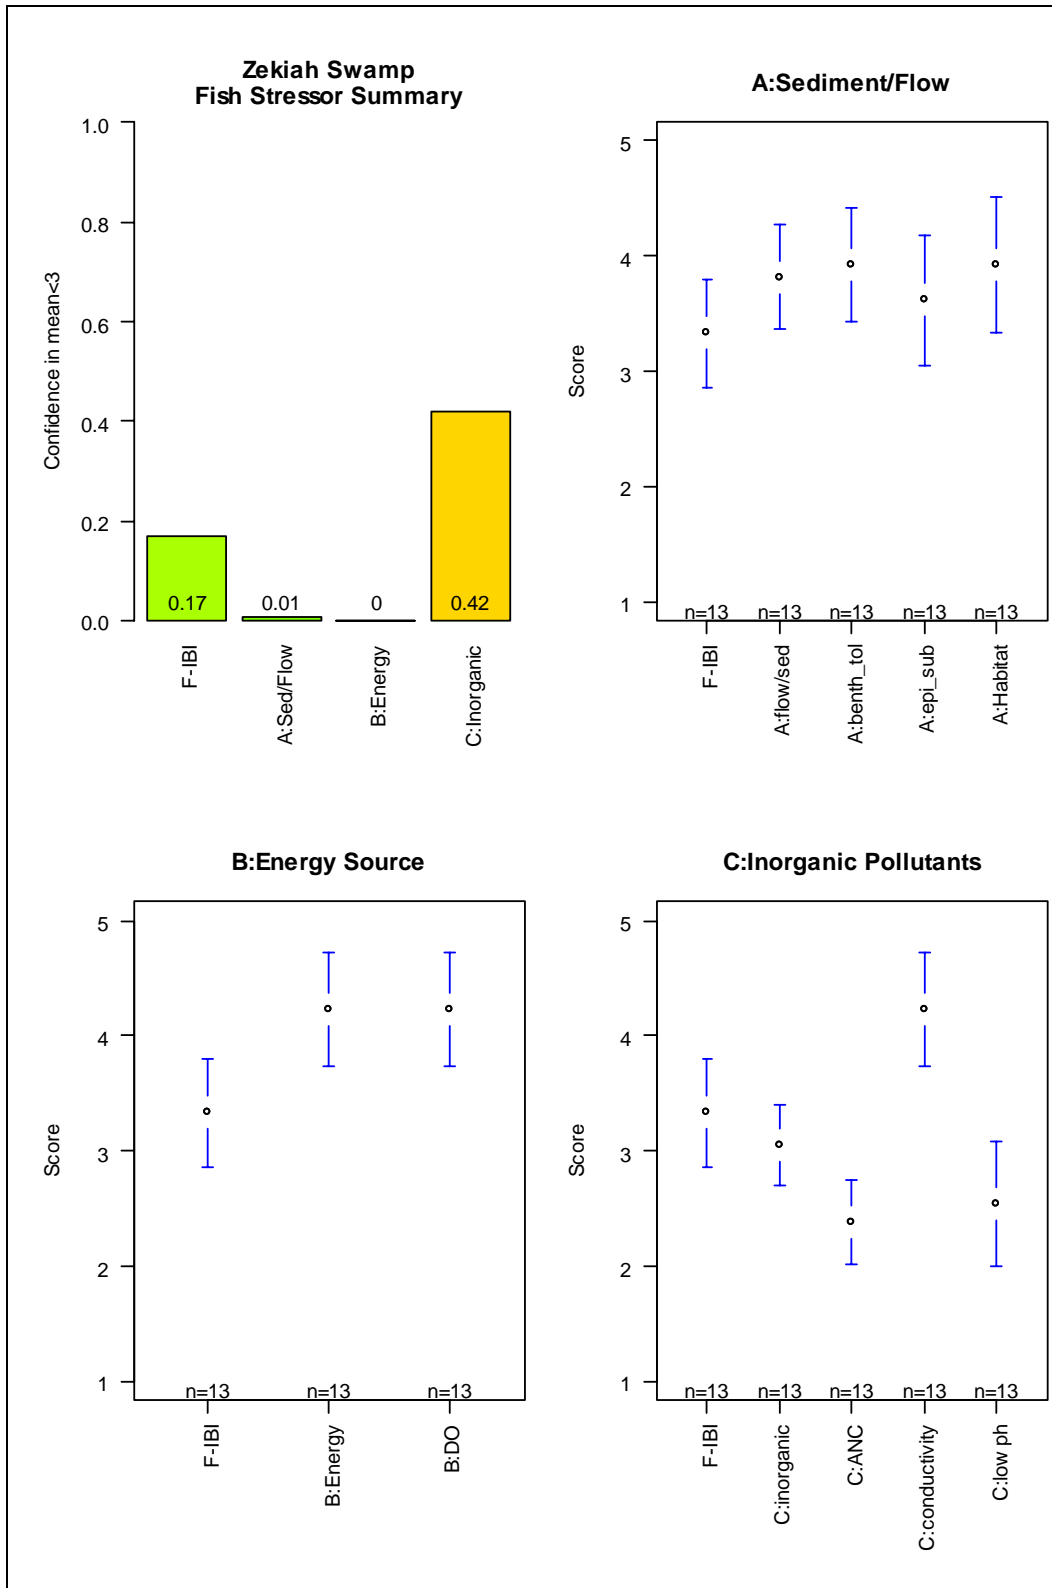 Zekiah Swamp
Fish Stressor Summary
Confidence in mean<3
1.0
0.8
0.6
0.4
0.2
0.0
0.17
0.01
0
0.42
F-IBI
A:Sed/Flow
B:Energy
C:Inorganic
A:Sediment/Flow
Score
5
4
3
2
1
n=13
n=13
n=13
n=13
n=13
F-IBI
A:flow/sed
A:benth_tol
A:epi_sub
A:Habitat
B:Energy Source
Score
5
4
3
2
1
n=13
n=13
n=13
F-IBI
B:Energy
B:DO
C:Inorganic Pollutants
Score
5
4
3
2
1
n=13
n=13
n=13
n=13
n=13
F-IBI
C:inorganic
C:ANC
C:conductivity
C:low ph